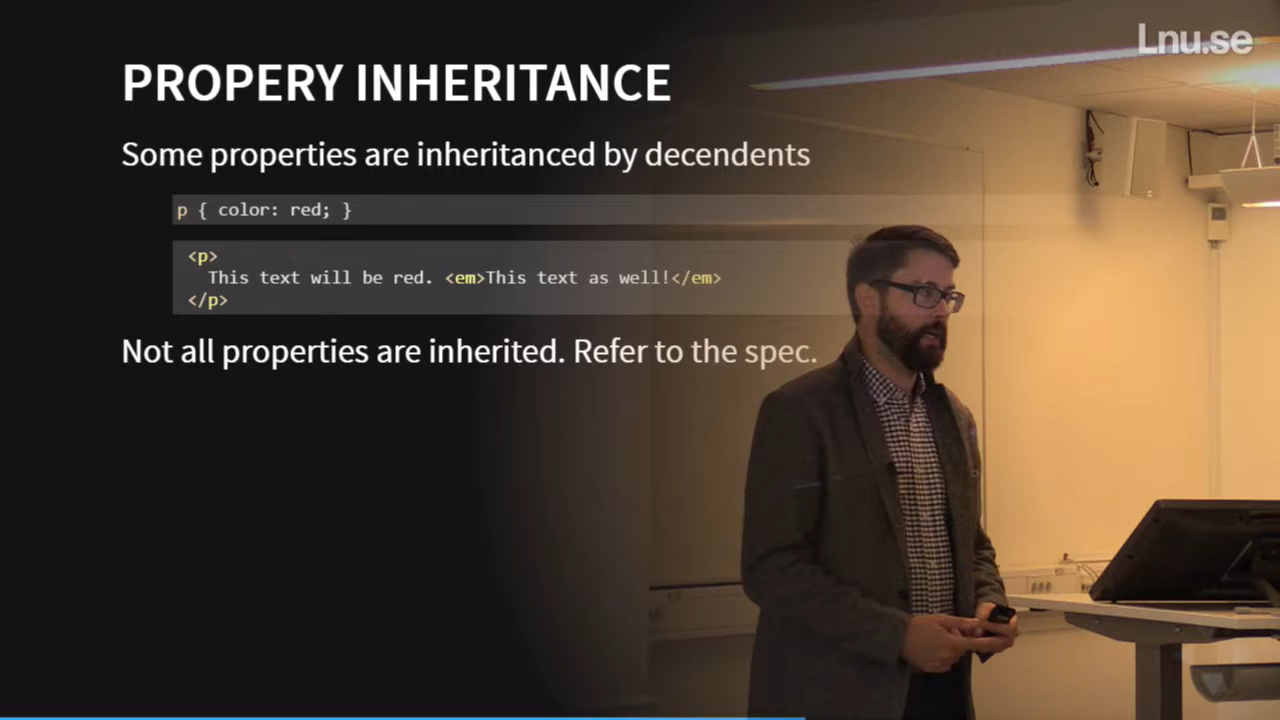 Lnu.se
PROPERY INHERITANCE
Some properties are inheritanced by decendents
p { color: red; }
<p>
This text will be red. <em>This text as well!</em>
</p>
Not all properties are inherited. Refer to the spec.